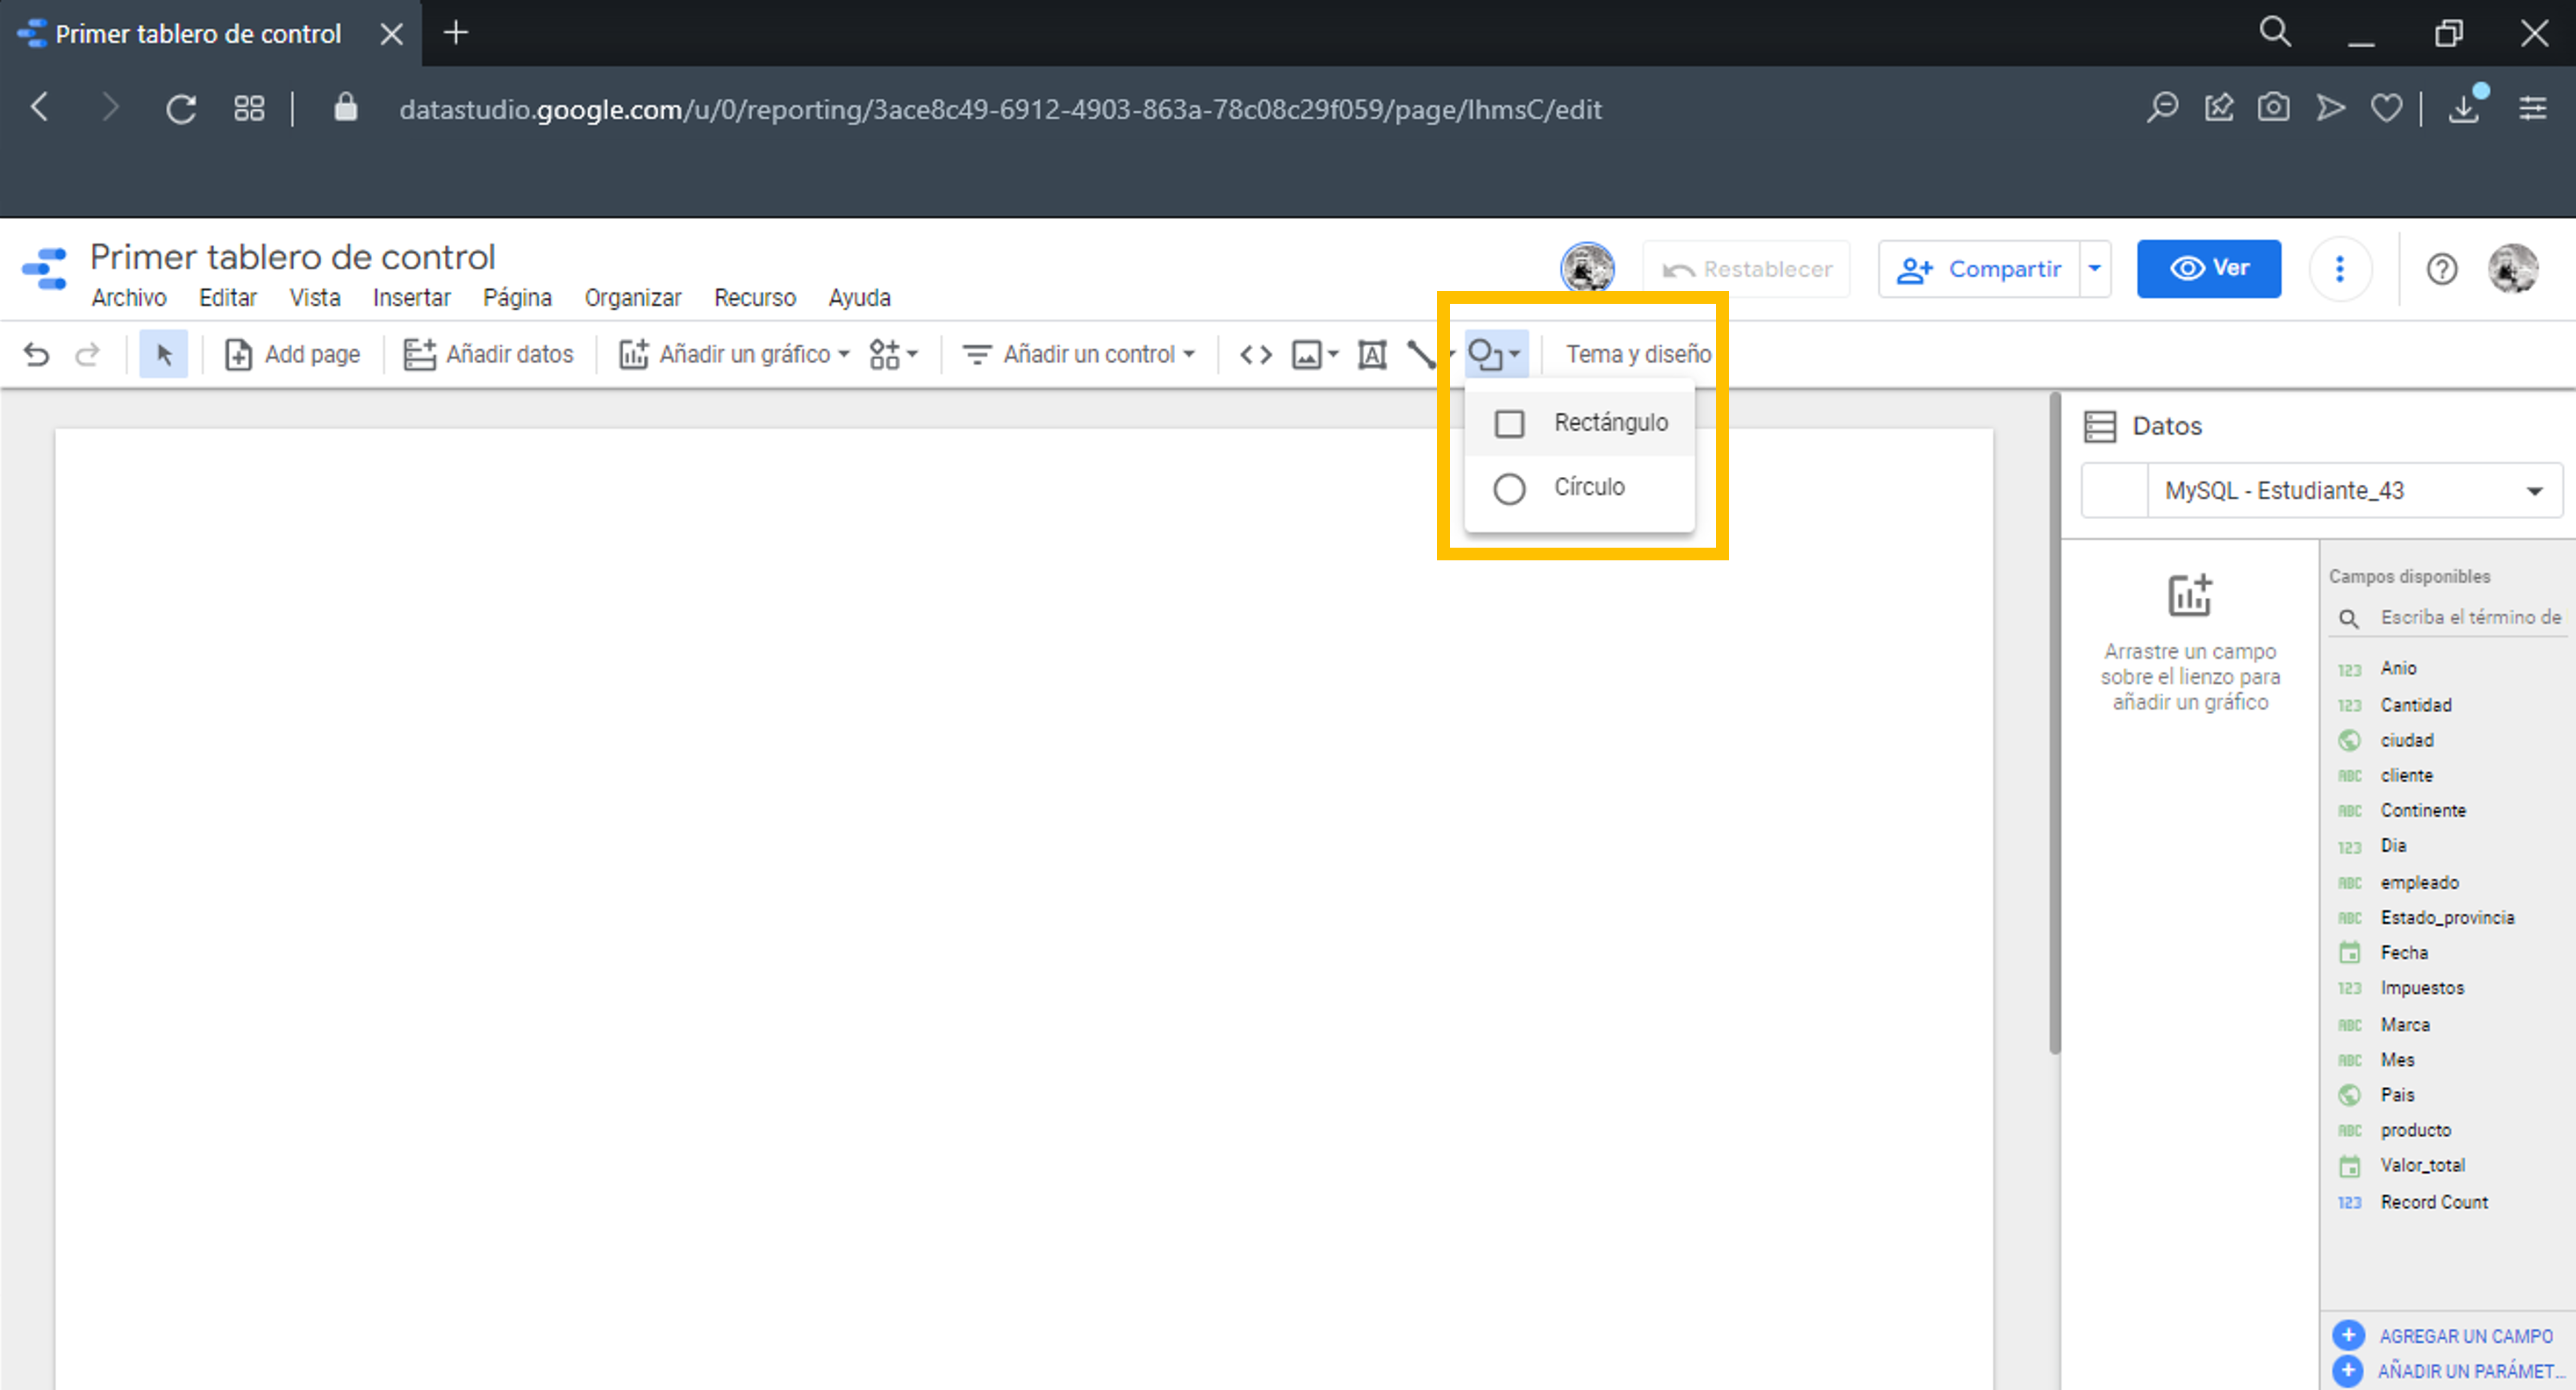 Primer tablero de control
datastudio.google.com/u/0/reporting/3ace8c49-6912-4903-863a-78c08c29f059/page/lhmsC/edit
Primer tablero de control
Archivo Editar Vista Insertar Página Organizar Recurso Ayuda
Restablecer Compartir Ver
Add page Añadir datos Añadir un gráfico Añadir un control Tema y diseño
Rectángulo
Círculo
Datos
MySQL - Estudiante_43
Arrastre un campo
sobre el lienzo para
añadir un gráfico
Campos disponibles
Escriba el término de
123 Anio
123 Cantidad
ciudad
ABC cliente
ABC Continente
123 Dia
ABC empleado
ABC Estado_provincia
Fecha
123 Impuestos
ABC Marca
ABC Mes
Pais
ABC producto
Valor_total
123 Record Count
AGREGAR UN CAMPO
AÑADIR UN PARÁMET...